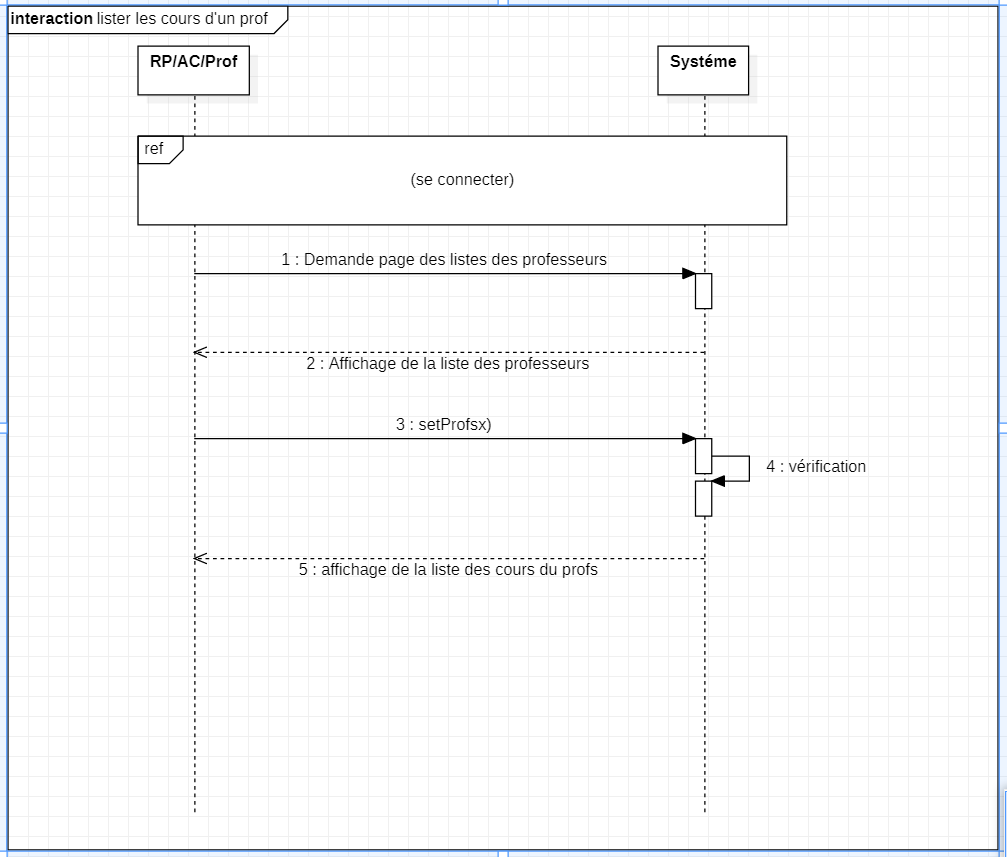 interaction lister les cours d'un prof
RP/AC/Prof
Systéme
ref
(se connecter)
1 : Demande page des listes des professeurs
2 : Affichage de la liste des professeurs
3 : setProfsx)
4 : vérification
5 : affichage de la liste des cours du profs